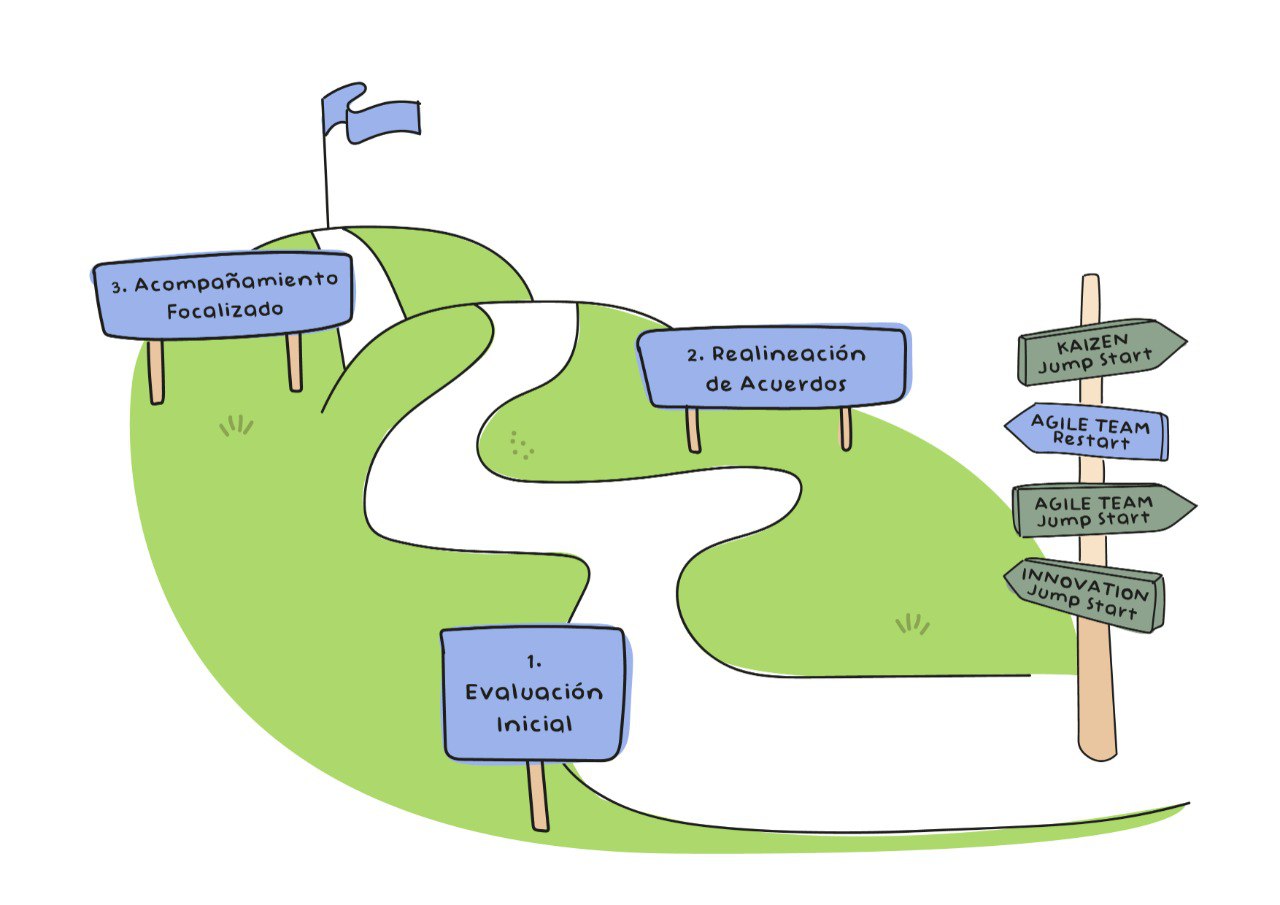 3. Acompañamiento
Focalizado
2. Realineación
de Acuerdos
1.
Evaluación
Inicial
KAIZEN
Jump Start
AGILE TEAM
Restart
AGILE TEAM
Jump Start
INNOVATION
Jump Start